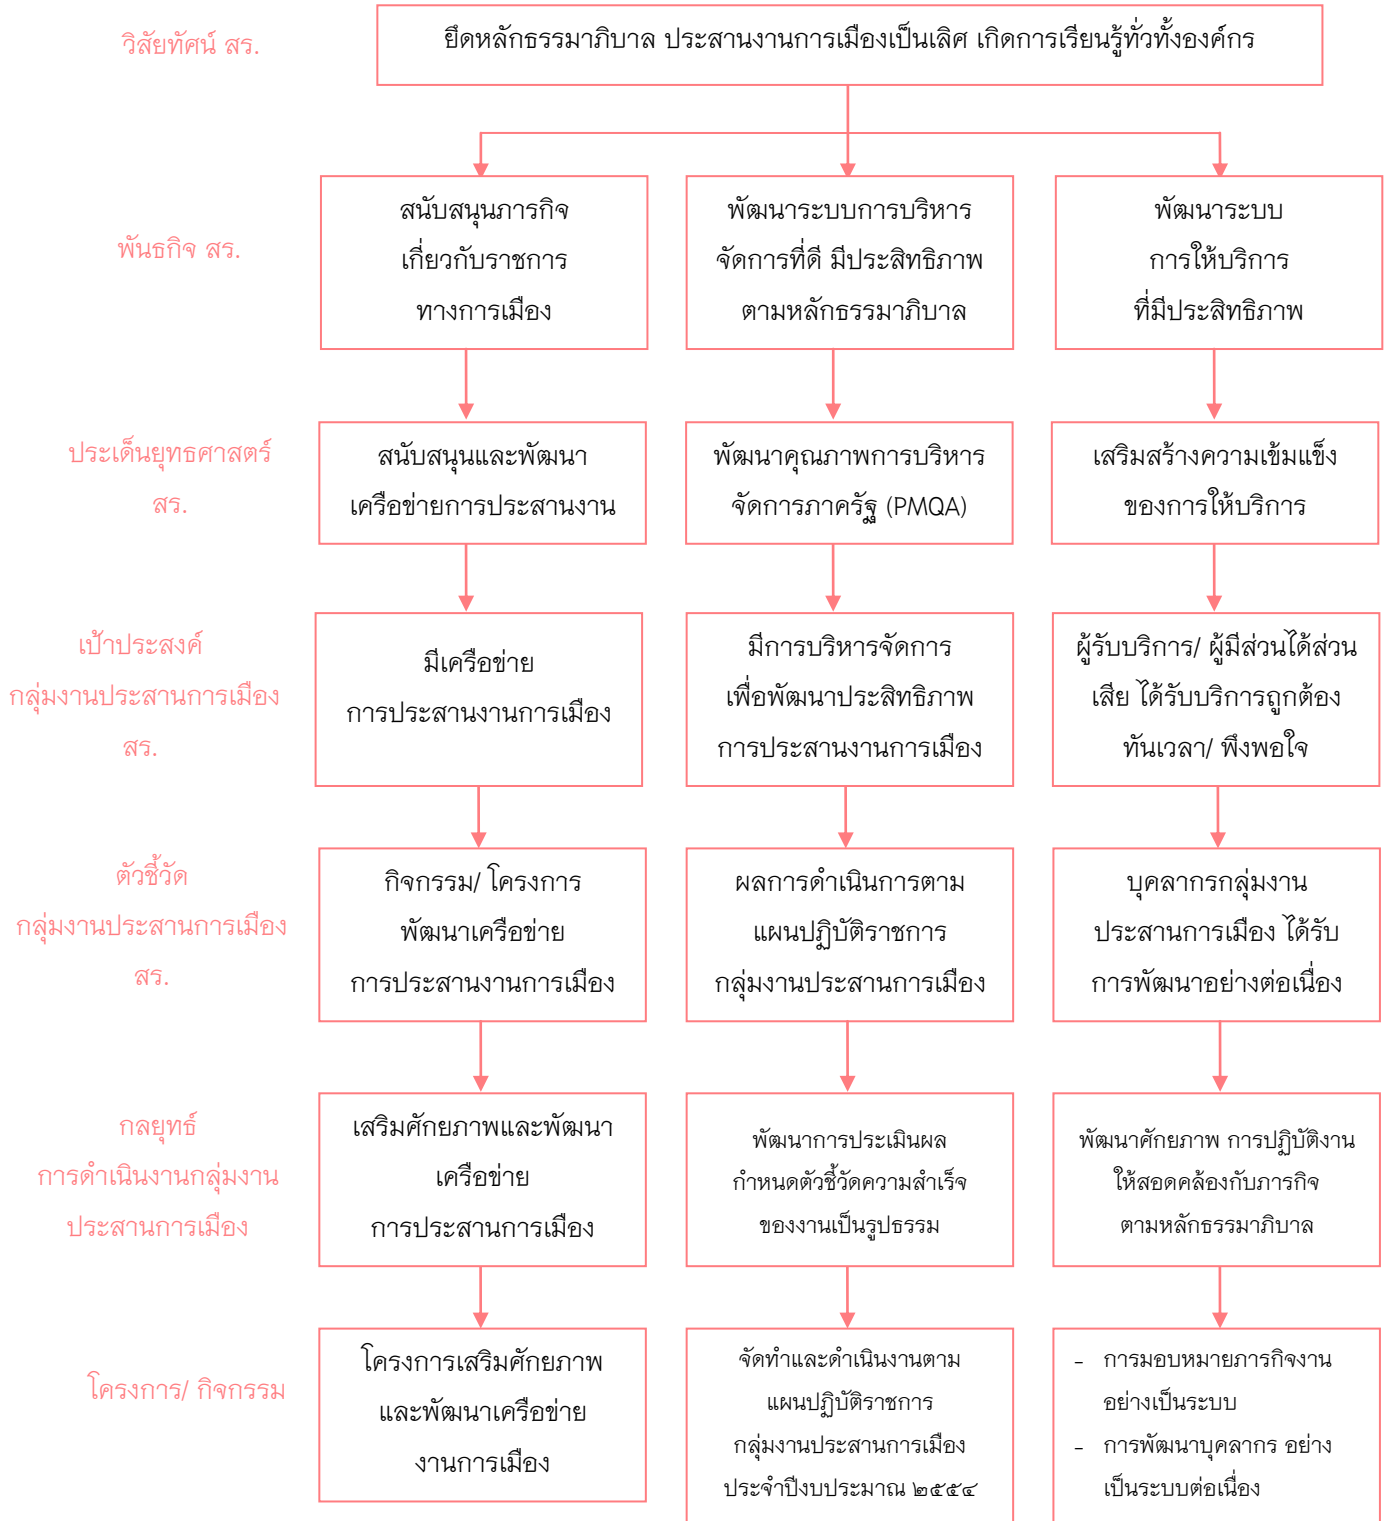 วิสัยทัศน์ สร.
ยึดหลักธรรมาภิบาล ประสานงานการเมืองเป็นเลิศ เกิดการเรียนรู้ทั่วทั้งองค์กร
พันธกิจ สร.
สนับสนุนภารกิจ
เกี่ยวกับราชการ
ทางการเมือง
พัฒนาระบบการบริหาร
จัดการที่ดี มีประสิทธิภาพ
ตามหลักธรรมาภิบาล
พัฒนาระบบ
การให้บริการ
ที่มีประสิทธิภาพ
ประเด็นยุทธศาสตร์
สร.
สนับสนุนและพัฒนา
เครือข่ายการประสานงาน
พัฒนาคุณภาพการบริหาร
จัดการภาครัฐ (PMQA)
เสริมสร้างความเข้มแข็ง
ของการให้บริการ
เป้าประสงค์
กลุ่มงานประสานการเมือง
สร.
มีเครือข่าย
การประสานงานการเมือง
มีการบริหารจัดการ
เพื่อพัฒนาประสิทธิภาพ
การประสานงานการเมือง
ผู้รับบริการ/ ผู้มีส่วนได้ส่วน
เสีย ได้รับบริการถูกต้อง
ทันเวลา/ พึงพอใจ
ตัวชี้วัด
กลุ่มงานประสานการเมือง
สร.
กิจกรรม/ โครงการ
พัฒนาเครือข่าย
การประสานงานการเมือง
ผลการดำเนินการตาม
แผนปฏิบัติราชการ
กลุ่มงานประสานการเมือง
บุคลากรกลุ่มงาน
ประสานการเมือง ได้รับ
การพัฒนาอย่างต่อเนื่อง
กลยุทธ์
การดำเนินงานกลุ่มงาน
ประสานการเมือง
เสริมศักยภาพและพัฒนา
เครือข่าย
การประสานการเมือง
พัฒนาการประเมินผล
กำหนดตัวชี้วัดความสำเร็จ
ของงานเป็นรูปธรรม
พัฒนาศักยภาพ การปฏิบัติงาน
ให้สอดคล้องกับภารกิจ
ตามหลักธรรมาภิบาล
โครงการ/ กิจกรรม
โครงการเสริมศักยภาพ
และพัฒนาเครือข่าย
งานการเมือง
จัดทำและดำเนินงานตาม
แผนปฏิบัติราชการ
กลุ่มงานประสานการเมือง
ประจำปีงบประมาณ ๒๕๕๔
- การมอบหมายภารกิจงาน
อย่างเป็นระบบ
- การพัฒนาบุคลากร อย่าง
เป็นระบบต่อเนื่อง